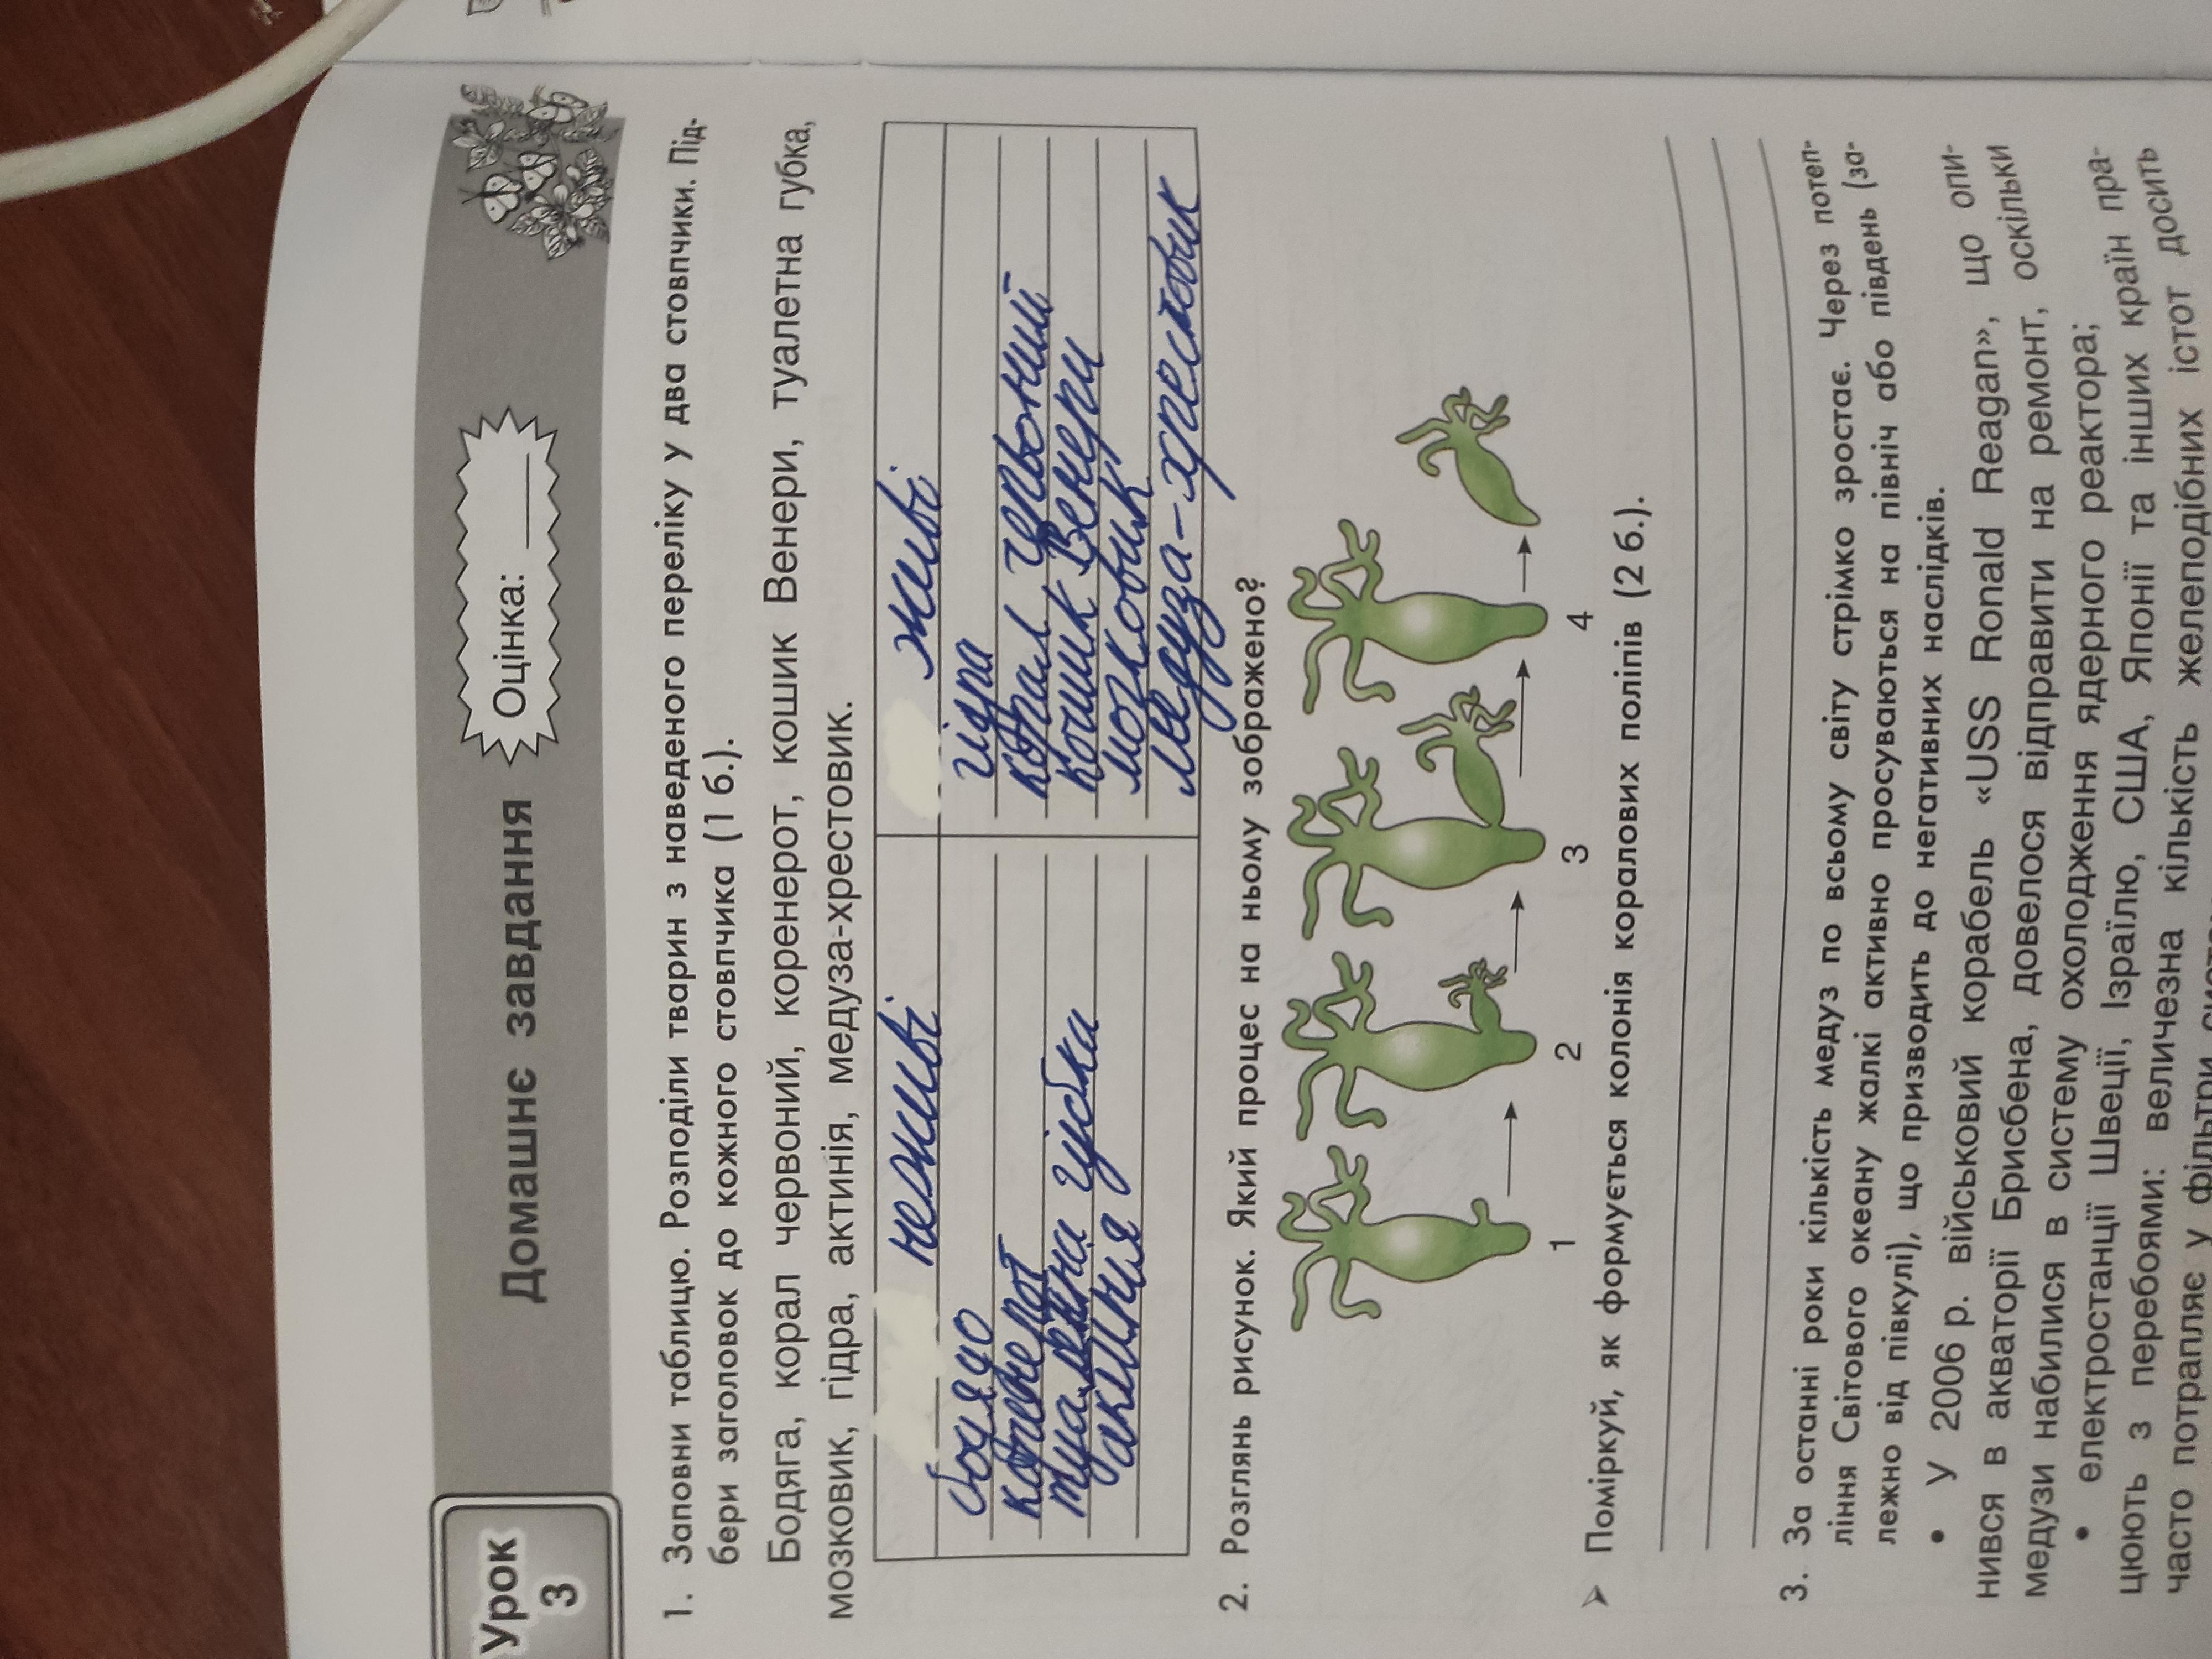 Урок
3
Домашнє завдання
Оцінка:
1. Заповни таблицю. Розподіли тварин з наведеного переліку у два стовпчики. Під-
бери заголовок до кожного стовпчика (1 б.).
Бодяга, корал червоний, коренерот, кошик Венери, туалетна губка,
мозковик, гідра, актинія, медуза-хрестовик.
неживі
живі
бодядо
гідра
коренерот
корал червоний
туалетна губка
кошик Венери
акиния
мозковик
медуза-хрестовик
2. Розглянь рисунок. Який процес на ньому зображено?
1
2
3
4
➢ Поміркуй, як формується колонія коралових поліпів (2 б.).
3. За останні роки кількість медуз по всьому світу стрімко зростає. Через потеп-
ління Світового океану жалкі активно просуваються на північ або південь (за-
лежно від півкулі), що призводить до негативних наслідків.
• У 2006 р. військовий корабель «USS Ronald Reagan», що опи-
нився в акваторії Брисбена, довелося відправити на ремонт, оскільки
медузи набилися в систему охолодження ядерного реактора;
• електростанції Швеції, Ізраїлю, США, Японії та інших країн пра-
цюють з перебоями: величезна кількість желеподібних істот досить
часто потрапляє у фільтри